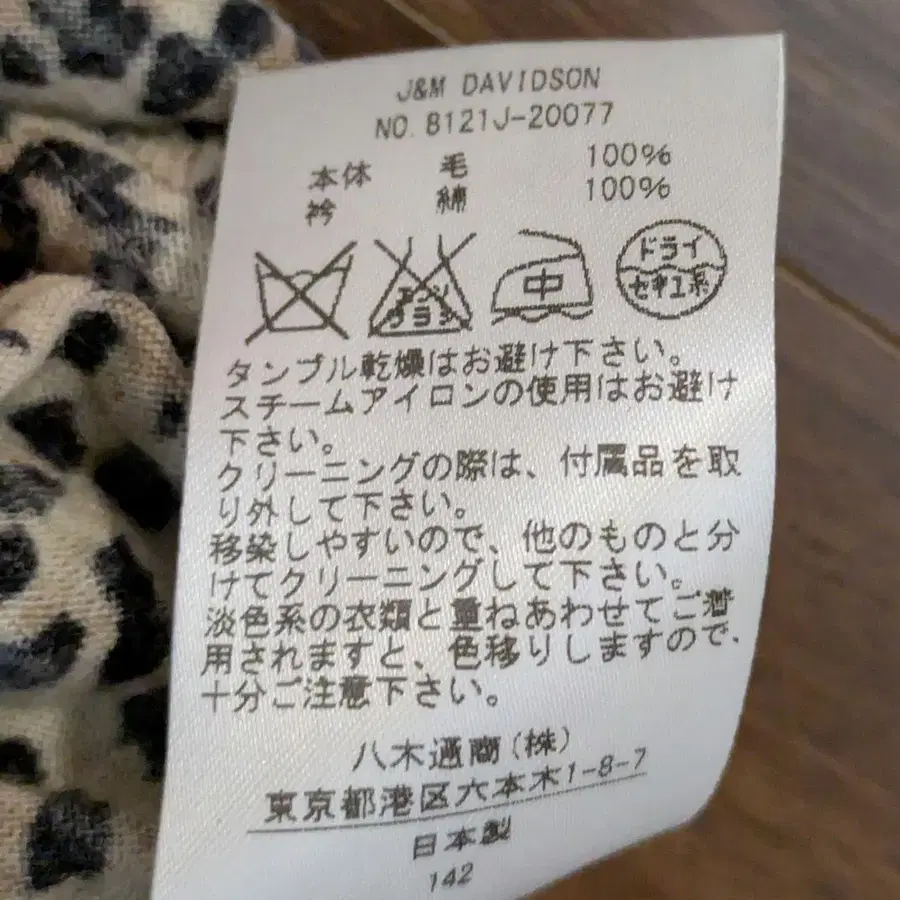 J&M DAVIDSON
NO. 8121J-20077
本体 毛 100%
衿 綿 100%
エンソ サラシ 中 ドライ セキユ系
タンブル乾燥はお避け下さい。
スチームアイロンの使用はお避け
下さい。
クリーニングの際は、付属品を取
り外して下さい。
移染しやすいので、他のものと分
けてクリーニングして下さい。
淡色系の衣類と重ねあわせてご着
用されますと、色移りしますので、
十分ご注意下さい。
八木通商(株)
東京都港区六本木1-8-7
日本製
142